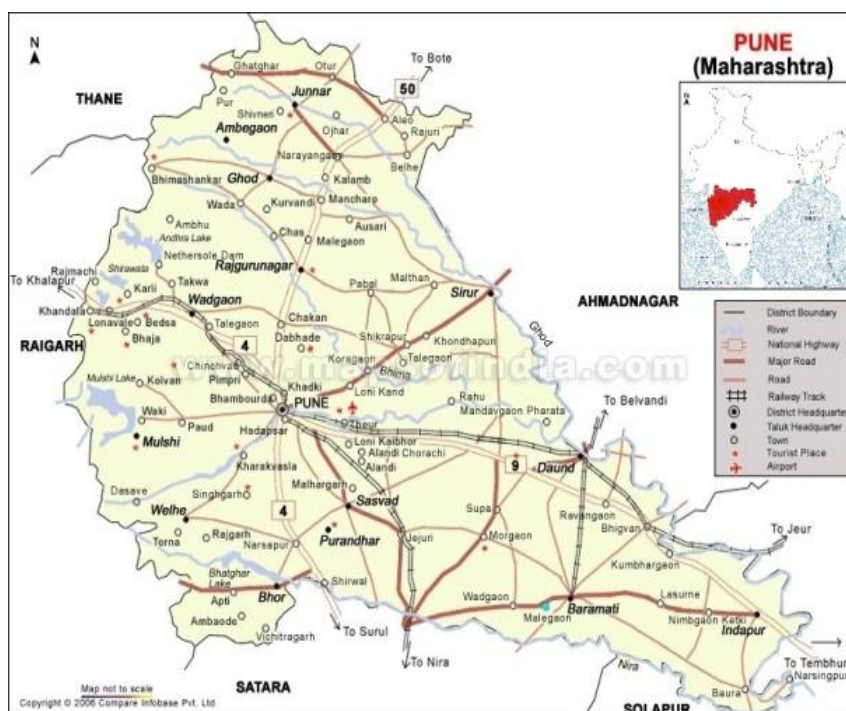 N
To Bote
PUNE
(Maharashtra)
THANE
50
Ghatghar
Otur
Pur
Junnar
Shivneri
Aleo
Ojhar
Rajuri
Ambegaon
Narayangaon
Belhe
Bhimashankar
Ghod
Kalamb
Wada
Kurvandi
Mancharo
Ausari
Ambhu
Chas
Malegaon
Andhra Lake
Nethersole Dam
Rajgurunagar
To Khalapur
Rajmachi
Shirawata
Karli
Takwa
Pabal
Malthan
Sirur
AHMADNAGAR
Khandala
Wadgaon
Lonavale
Bedsa
Talegaon
Chakan
Ghod
RAIGARH
Bhaja
Dabhade
Shikrapur
Khondhapuri
4
Koragaon
Talegaon
Chinchvad
Bhima
www.mapsofindia.com
Mulshi Lake
Kolvan
Pimpri
Khadki
Loni Kand
Bhambourda
PUNE
Rahu
To Belvandi
Waki
Paud
Mandavgan Pharata
Hadapsar
Theur
Mulshi
Loni Kalbhor
Kharakvasla
Alandi Chorachi
Alandi
9
Daund
Dasave
Singhgarh
Malhargarh
Welhe
4
Sasvad
Supa
Ravangaon
Torna
Rajgarh
Purandhar
Jejuri
Morgaon
Bhigvan
To Jeur
Narsapur
Kumbhargeon
Bhatghar
Lake
Shirwal
Apti
Bhor
Wadgaon
Baramati
Lasurne
Malegaon
Nimbgaon Ketki
Indapur
Ambaode
To Surul
Vichitragarh
To Nira
Nira
To Tembhurni
Narsingpur
Baura
SATARA
SOLAPUR
Map not to scale
Copyright © 2006 Compare Infobase Pvt. Ltd
District Boundary
River
National Highway
Major Road
Road
Railway Track
District Headquarter
Taluk Headquarter
Town
Tourist Place
Airport